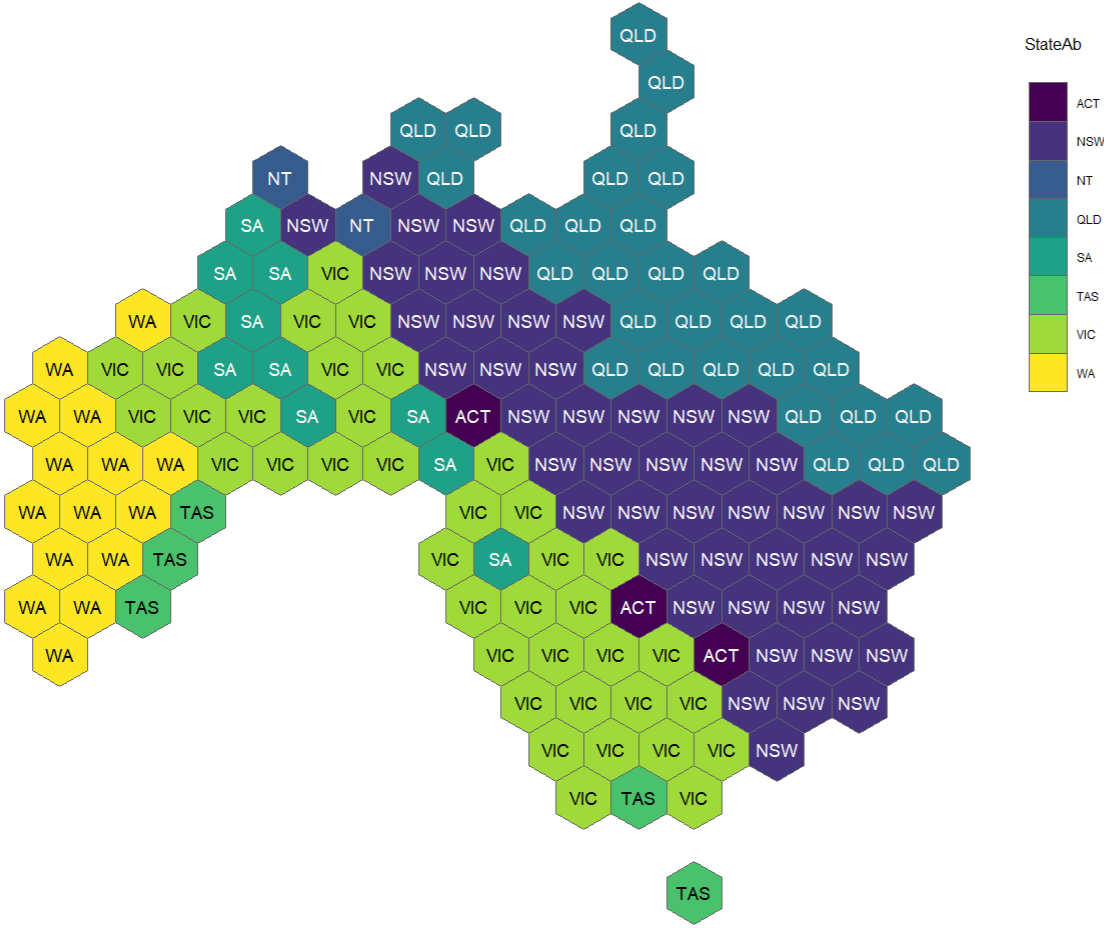 QLD
StateAb
QLD
ACT
QLD QLD QLD
NSW
NT NSW QLD QLD QLD
NT
SA NSW NT NSW NSW QLD QLD QLD
QLD
SA SA VIC NSW NSW NSW QLD QLD QLD QLD
SA
WA VIC SA VIC VIC NSW NSW NSW NSW QLD QLD QLD QLD
TAS
VIC
WA VIC VIC SA SA VIC VIC NSW NSW NSW QLD QLD QLD QLD QLD
WA
WA WA VIC VIC VIC SA VIC SA ACT NSW NSW NSW NSW NSW QLD QLD QLD
WA WA WA VIC VIC VIC VIC SA VIC NSW NSW NSW NSW NSW QLD QLD QLD
WA WA WA TAS VIC VIC NSW NSW NSW NSW NSW NSW NSW
WA WA TAS VIC SA VIC VIC NSW NSW NSW NSW NSW
WA WA TAS VIC VIC VIC ACT NSW NSW NSW NSW
WA VIC VIC VIC VIC ACT NSW NSW NSW
VIC VIC VIC VIC NSW NSW NSW
VIC VIC VIC VIC NSW
VIC TAS VIC
TAS